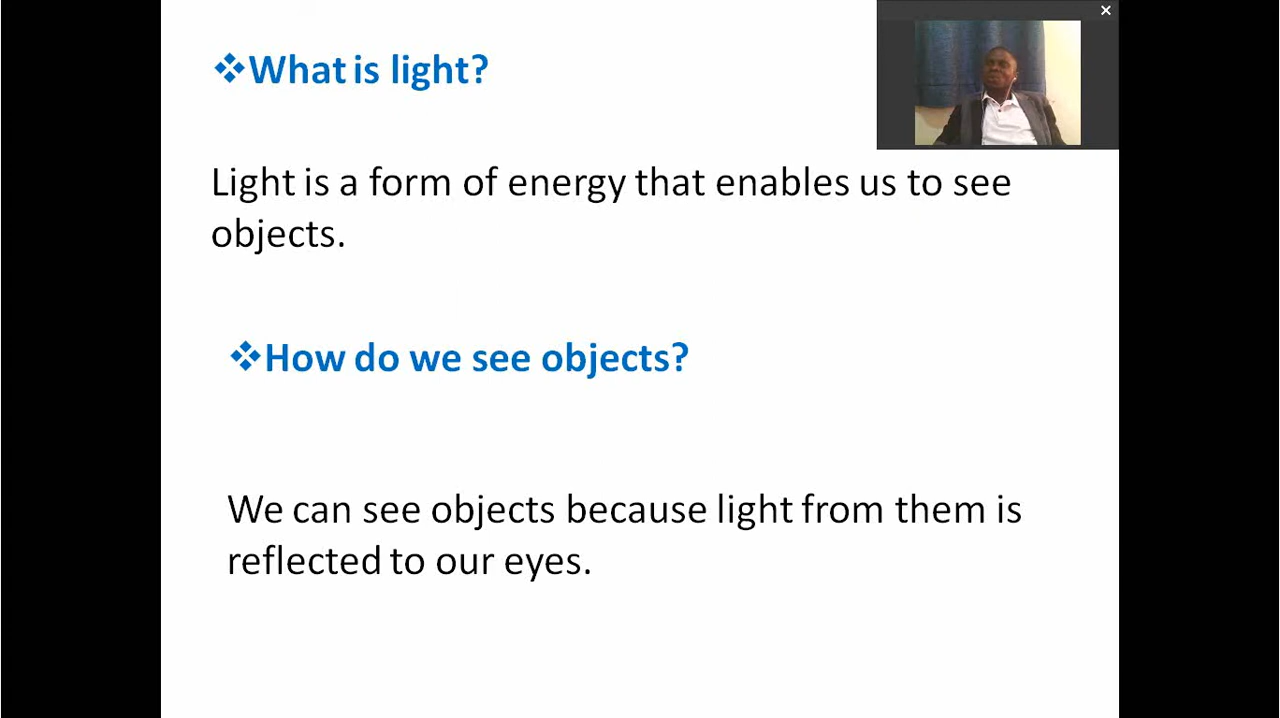 ❖What is light?
Light is a form of energy that enables us to see
objects.
❖How do we see objects?
We can see objects because light from them is
reflected to our eyes.